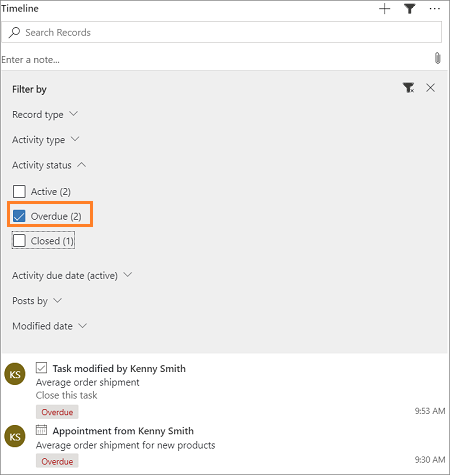 Timeline
Search Records
Enter a note...
Filter by
Record type
Activity type
Activity status
Active (2)
Overdue (2)
Closed (1)
Activity due date (active)
Posts by
Modified date
KS Task modified by Kenny Smith
Average order shipment
Close this task
Overdue 9:53 AM
KS Appointment from Kenny Smith
Average order shipment for new products
Overdue 9:30 AM